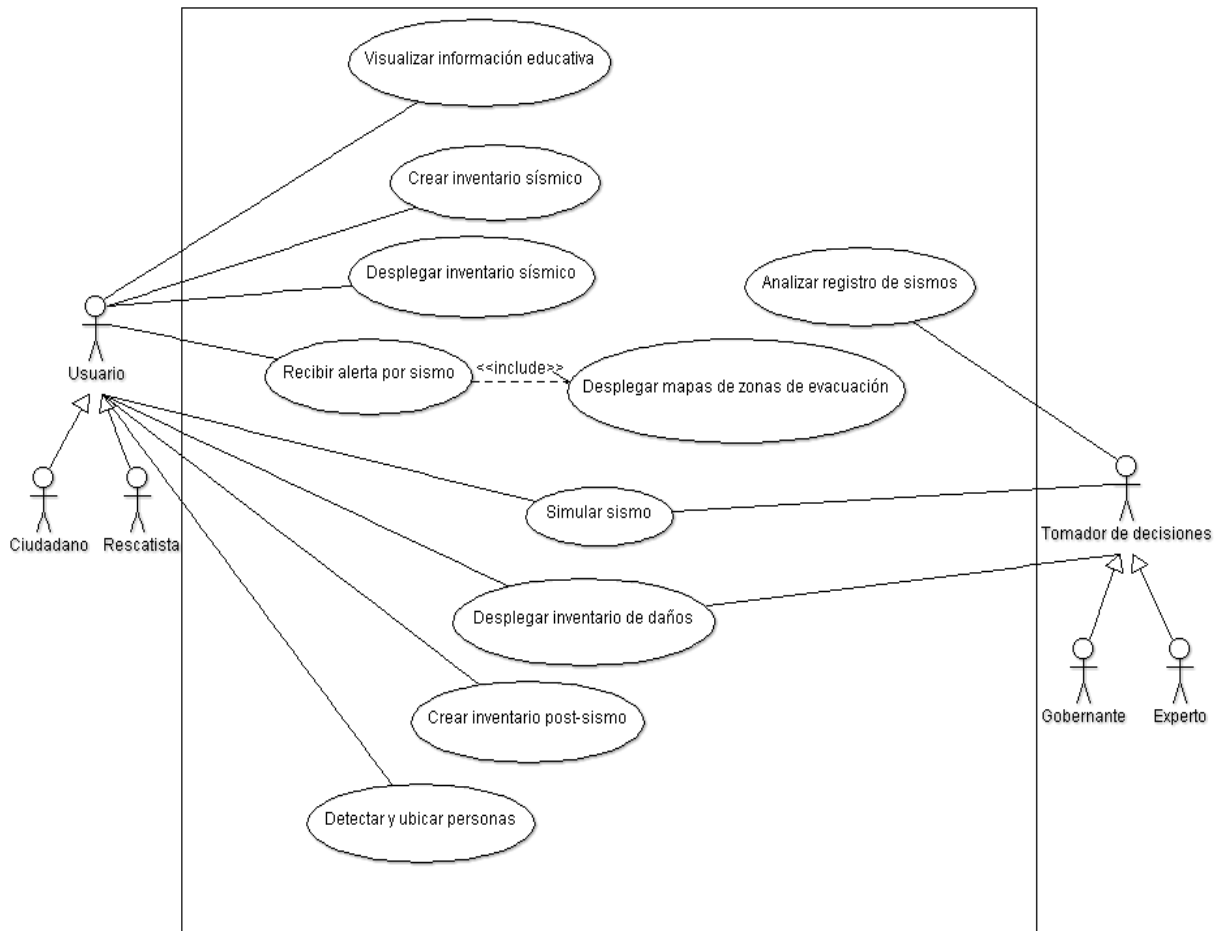 Visualizar información educativa
Crear inventario sísmico
Desplegar inventario sísmico
Analizar registro de sismos
Usuario
Recibir alerta por sismo
<<include>>
Desplegar mapas de zonas de evacuación
Ciudadano
Rescatista
Simular sismo
Tomador de decisiones
Desplegar inventario de daños
Crear inventario post-sismo
Gobernante
Experto
Detectar y ubicar personas